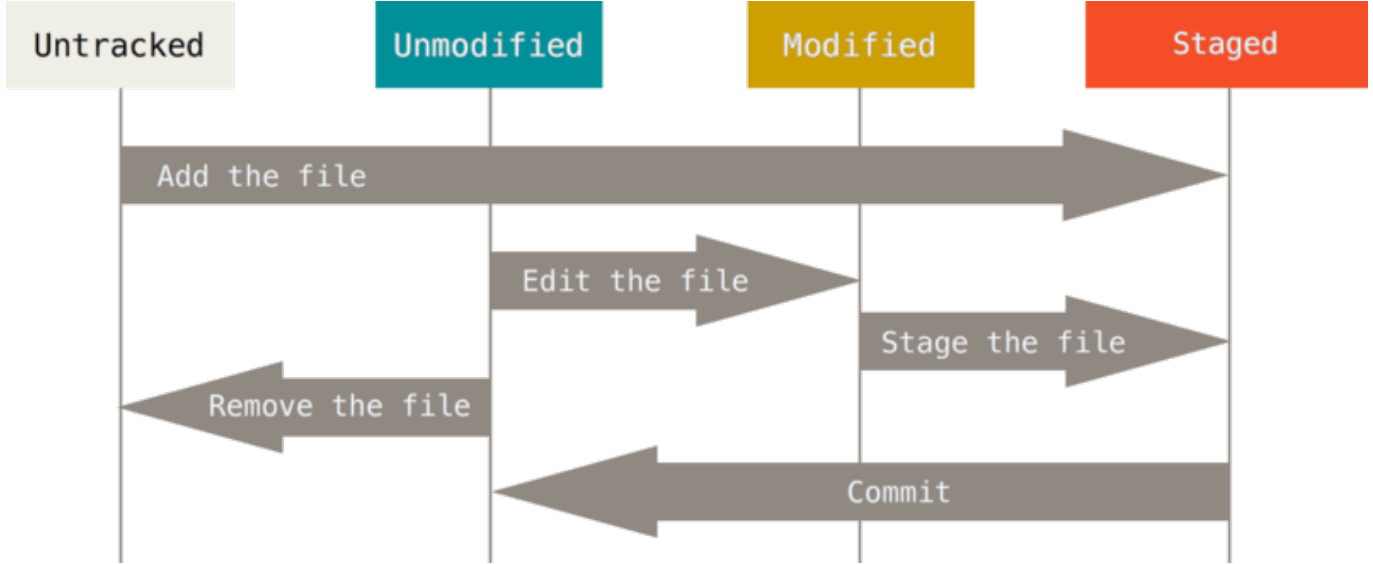 Untracked
Unmodified
Modified
Staged
Add the file
Edit the file
Stage the file
Remove the file
Commit